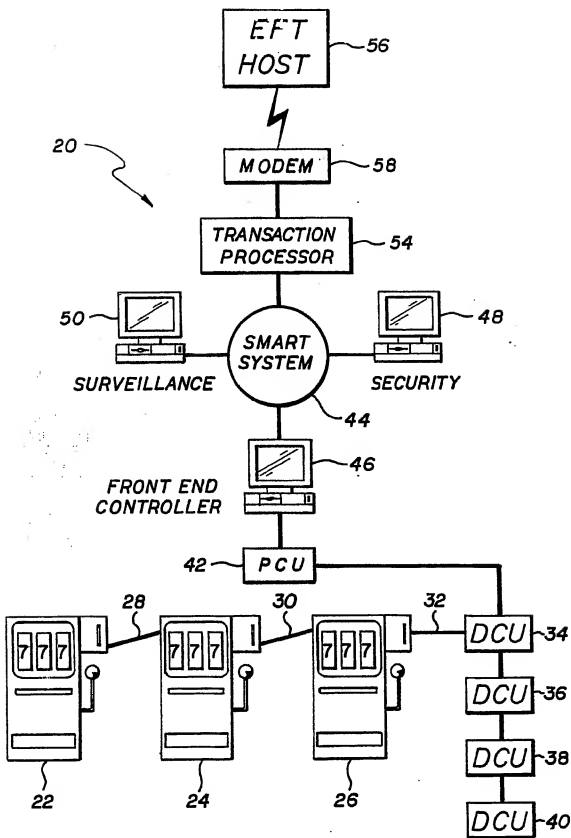 EFT
HOST
56
20
MODEM
58
TRANSACTION
PROCESSOR
54
50
48
SMART
SYSTEM
SURVEILLANCE
SECURITY
44
46
FRONT END
CONTROLLER
42
PCU
28
30
32
777
777
777
DCU
34
DCU
36
DCU
38
DCU
40
22
24
26